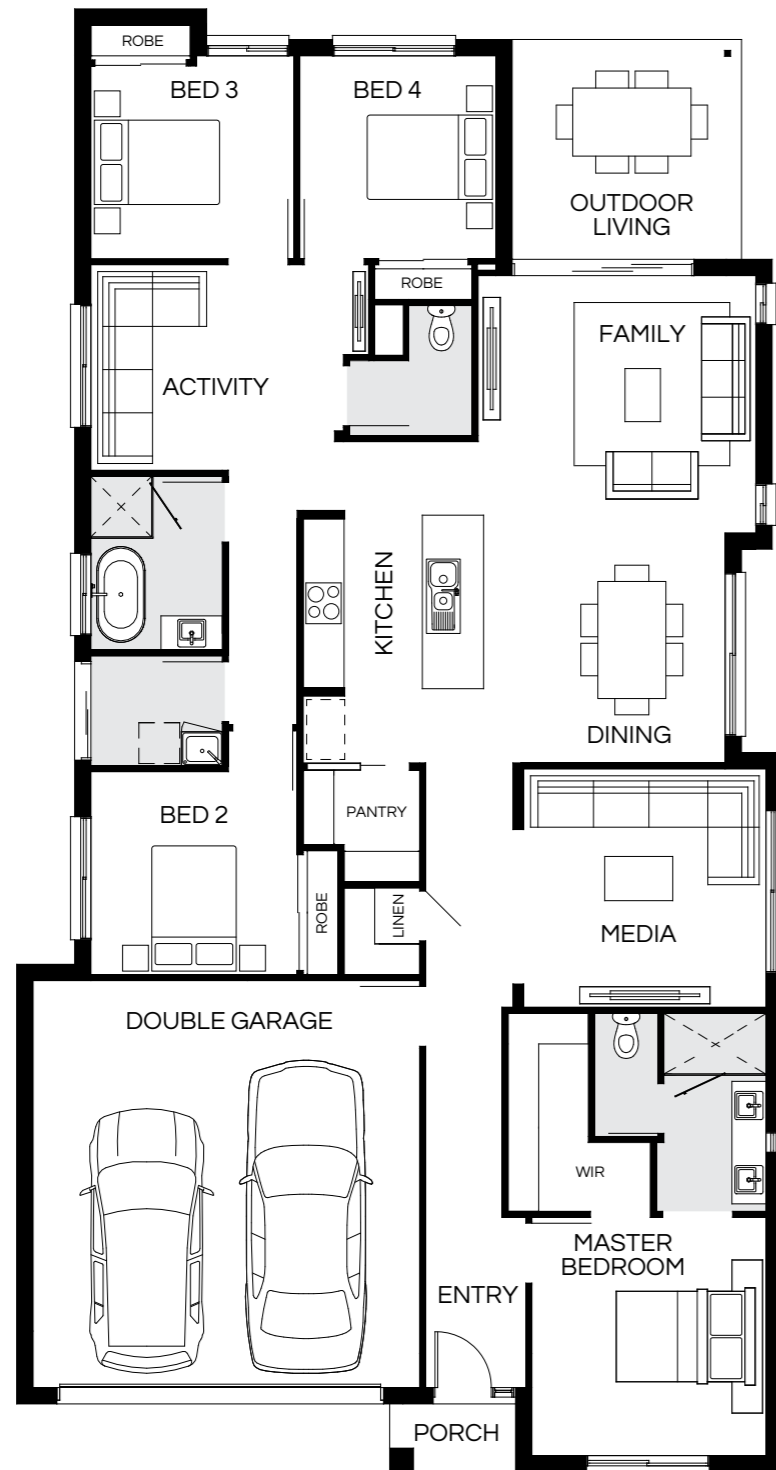 ROBE
BED 3
BED 4
OUTDOOR
LIVING
ROBE
FAMILY
ACTIVITY
KITCHEN
DINING
BED 2
PANTRY
ROBE
LINEN
MEDIA
DOUBLE GARAGE
WIR
MASTER
BEDROOM
ENTRY
PORCH